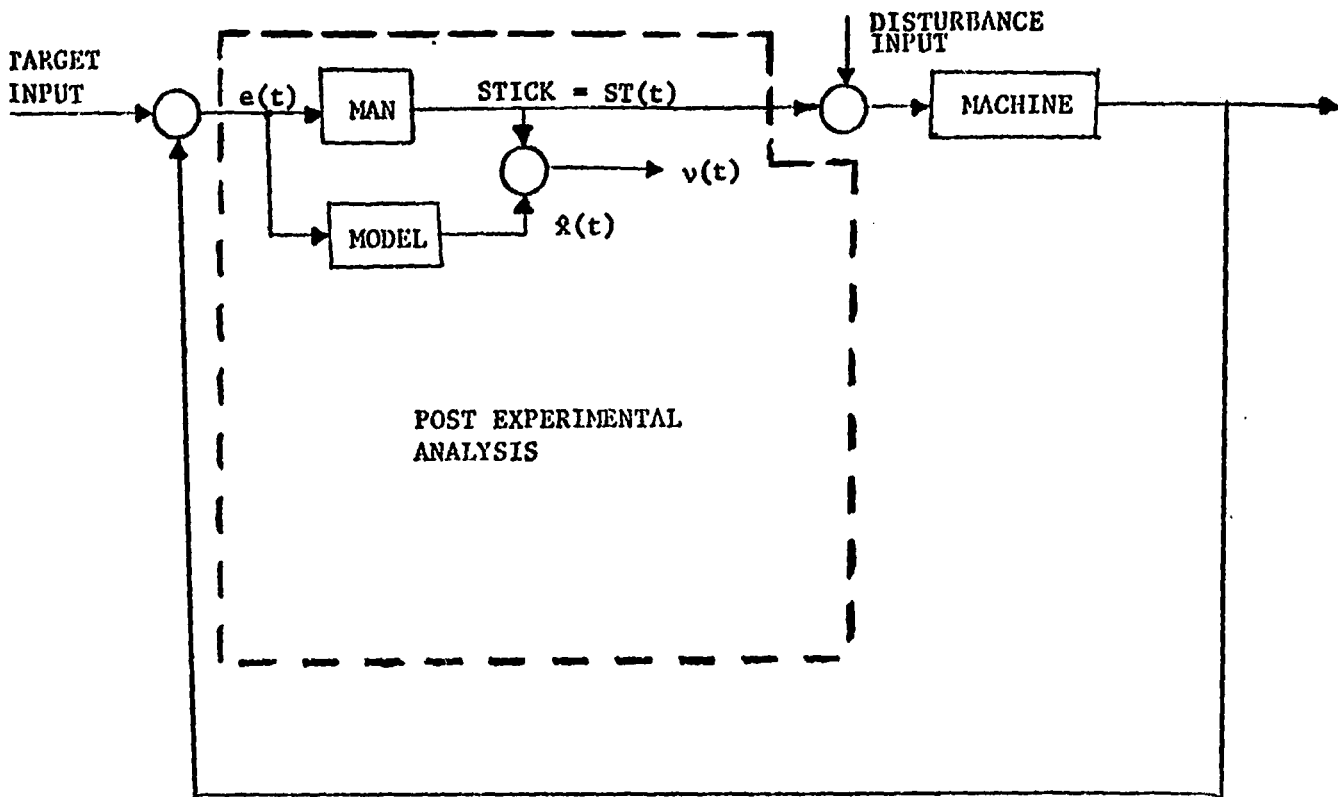 TARGET
INPUT
DISTURBANCE
INPUT
e(t)
MAN
STICK = ST(t)
MACHINE
ν(t)
MODEL
x̂(t)
POST EXPERIMENTAL
ANALYSIS